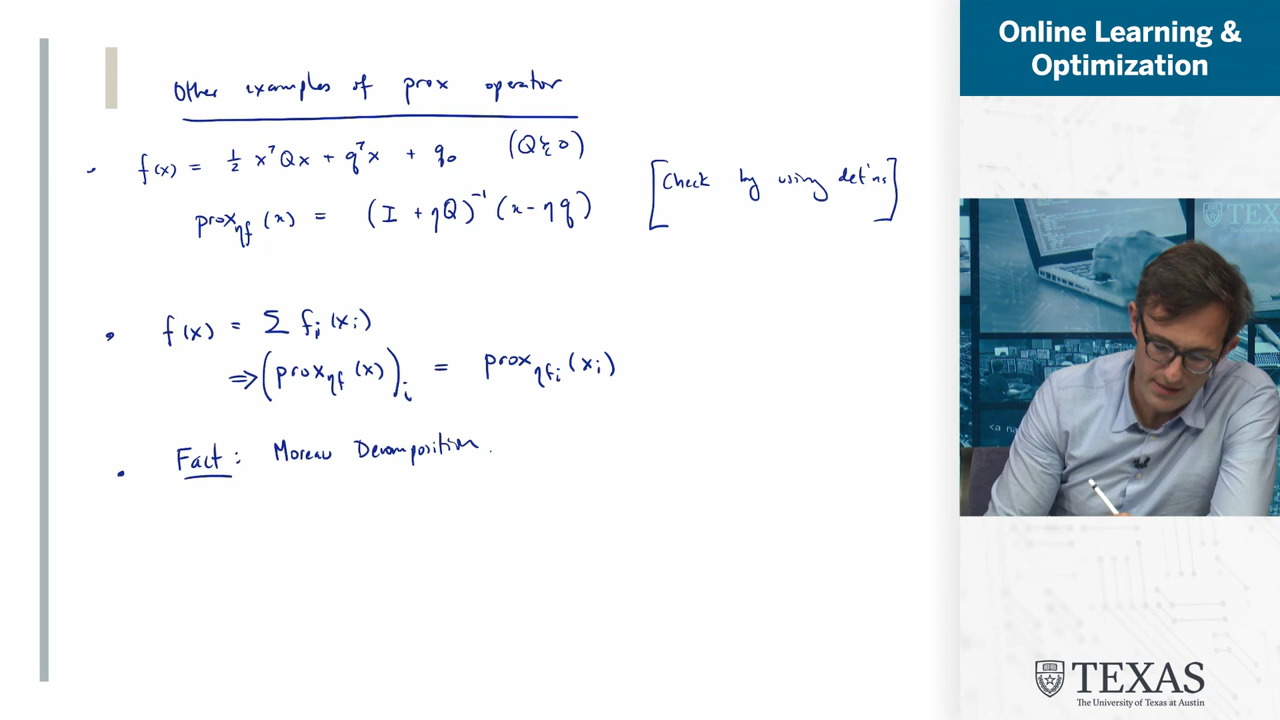 Other examples of prox operator
• f(x) = ½ xᵀQx + qᵀx + q₀ (Q ⪰ 0)
prox_ηf (x) = (I + ηQ)⁻¹ (x - ηq)
[Check by using def'ns]
• f(x) = Σ fᵢ(xᵢ)
⇒ (prox_ηf (x))ᵢ = prox_ηfᵢ (xᵢ)
• Fact: Moreau Decomposition.
Online Learning &
Optimization
TEXAS
<a na
TEXAS
The University of Texas at Austin